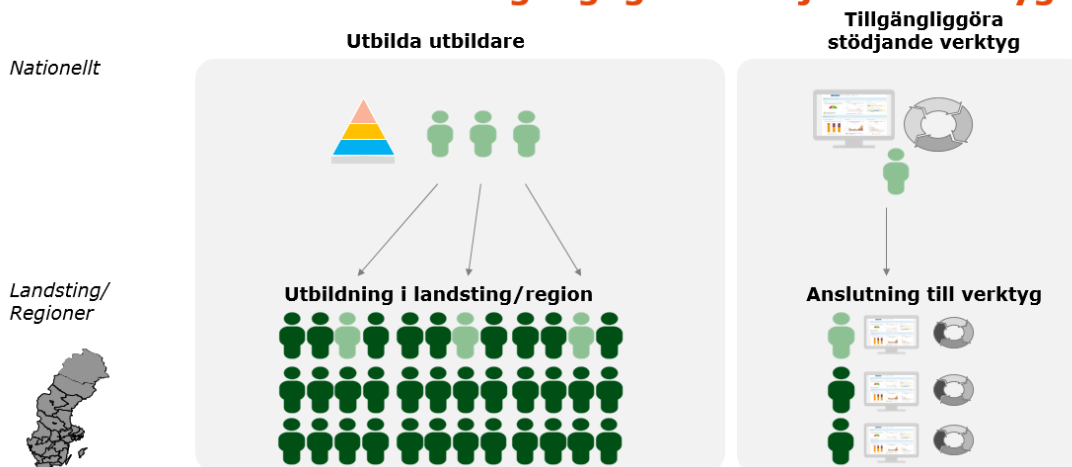 Utbilda utbildare
Tillgängliggöra
stödjande verktyg
Nationellt
Landsting/
Regioner
Utbildning i landsting/region
Anslutning till verktyg